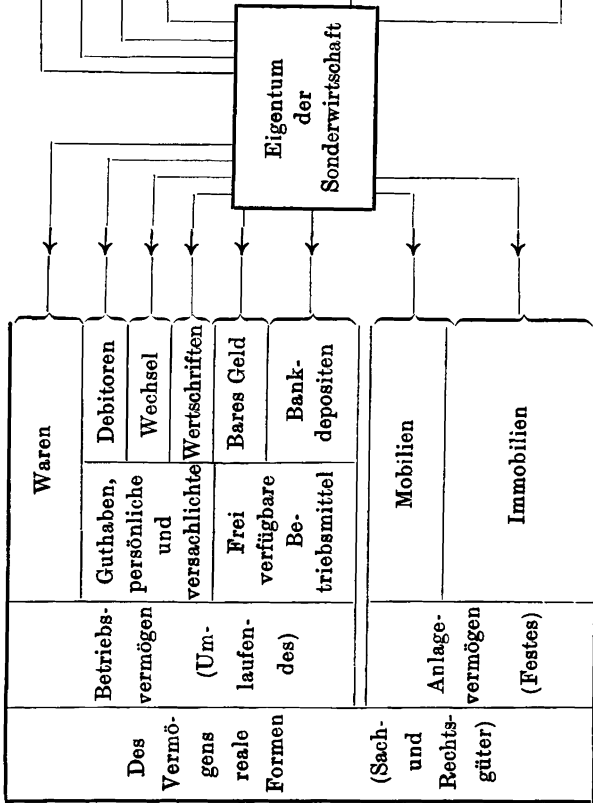 Des
Vermö-
gens
reale
Formen
(Sach-
und
Rechts-
güter)
Betriebs-
vermögen
(Um-
laufen-
des)
Anlage-
vermögen
(Festes)
Waren
Guthaben,
persönliche
und
versachlichte
Debitoren
Wechsel
Wertschriften
Frei
verfügbare
Be-
triebsmittel
Bares Geld
Bank-
depositen
Mobilien
Immobilien
Eigentum
der
Sonderwirtschaft